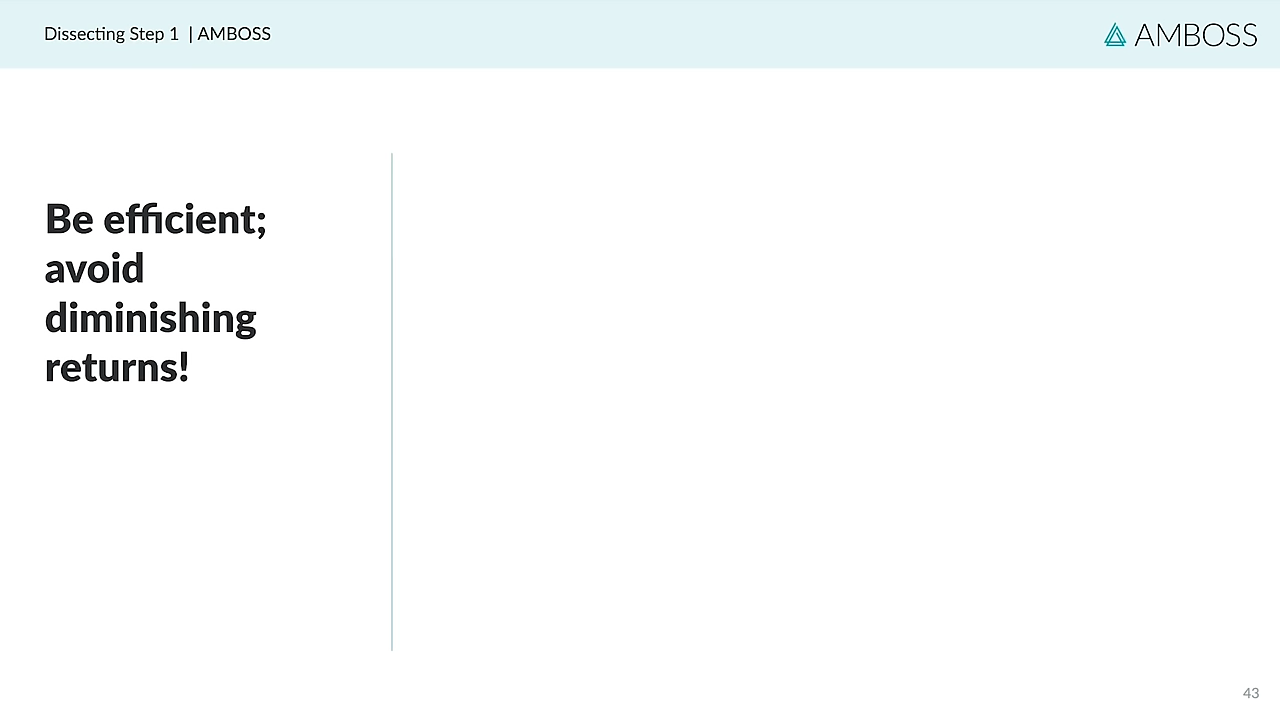 Dissecting Step 1 | AMBOSS
AMBOSS
Be efficient;
avoid
diminishing
returns!
43